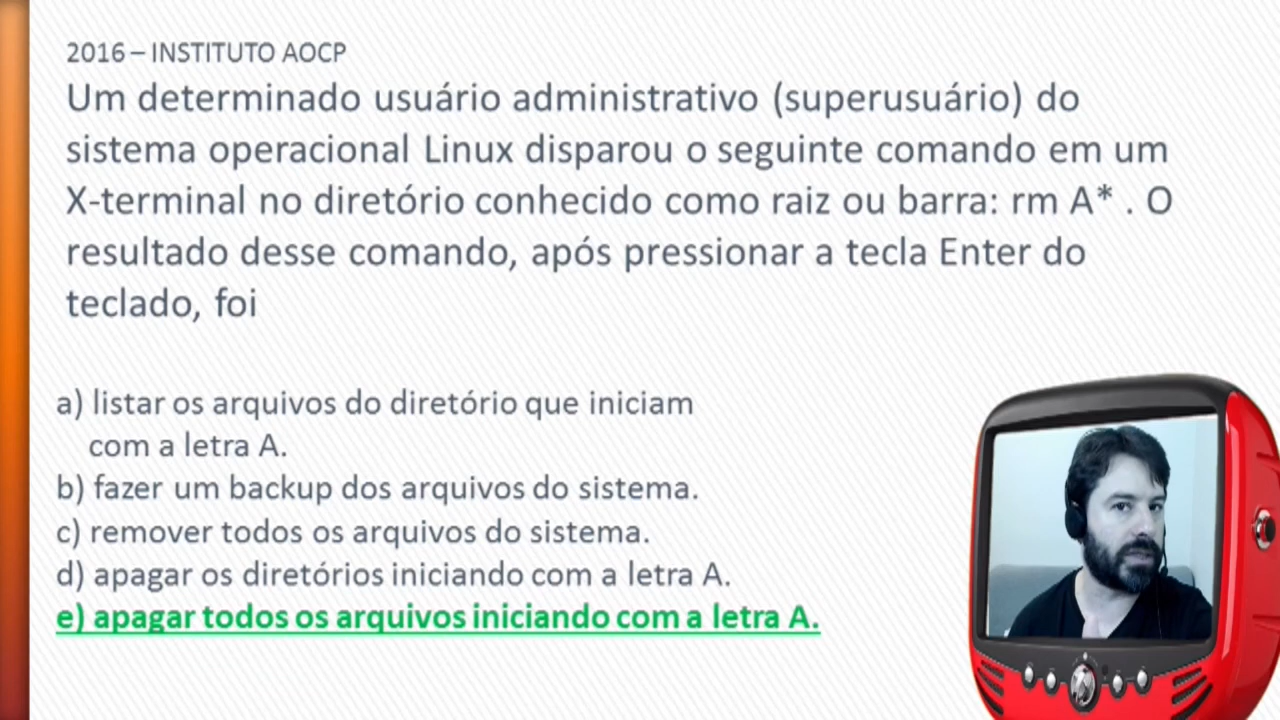 2016 – INSTITUTO AOCP
Um determinado usuário administrativo (superusuário) do
sistema operacional Linux disparou o seguinte comando em um
X-terminal no diretório conhecido como raiz ou barra: rm A* . O
resultado desse comando, após pressionar a tecla Enter do
teclado, foi
a) listar os arquivos do diretório que iniciam
com a letra A.
b) fazer um backup dos arquivos do sistema.
c) remover todos os arquivos do sistema.
d) apagar os diretórios iniciando com a letra A.
e) apagar todos os arquivos iniciando com a letra A.